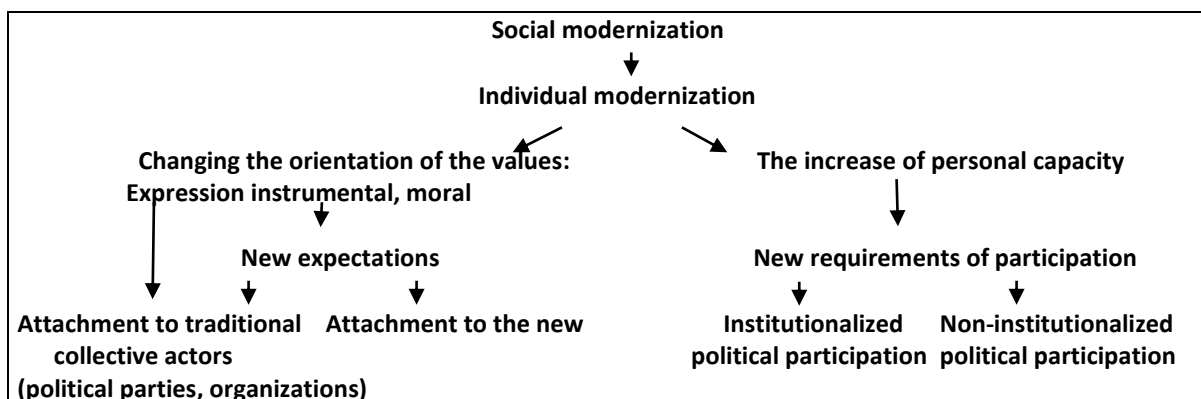 Social modernization
Individual modernization
Changing the orientation of the values:
Expression instrumental, moral
The increase of personal capacity
New expectations
New requirements of participation
Attachment to traditional
collective actors
(political parties, organizations)
Attachment to the new
Institutionalized
political participation
Non-institutionalized
political participation